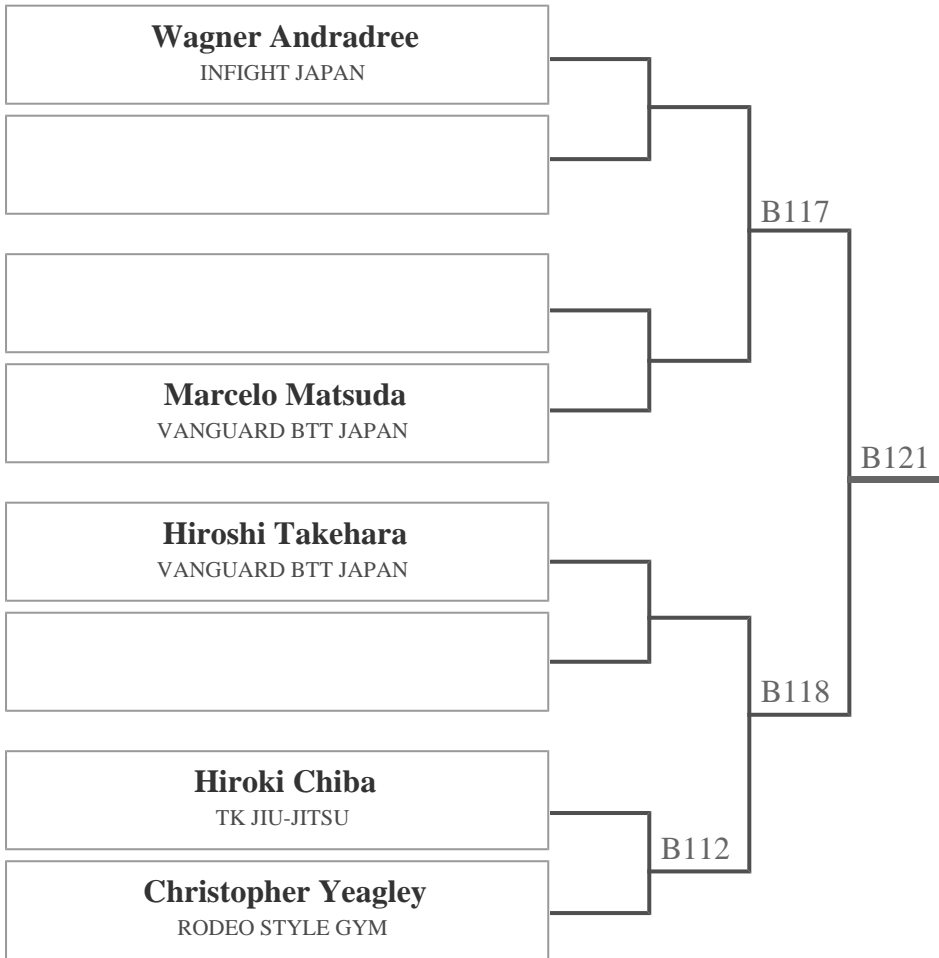 Wagner Andradree
INFIGHT JAPAN
B117
Marcelo Matsuda
VANGUARD BTT JAPAN
B121
Hiroshi Takehara
VANGUARD BTT JAPAN
B118
Hiroki Chiba
TK JIU-JITSU
B112
Christopher Yeagley
RODEO STYLE GYM